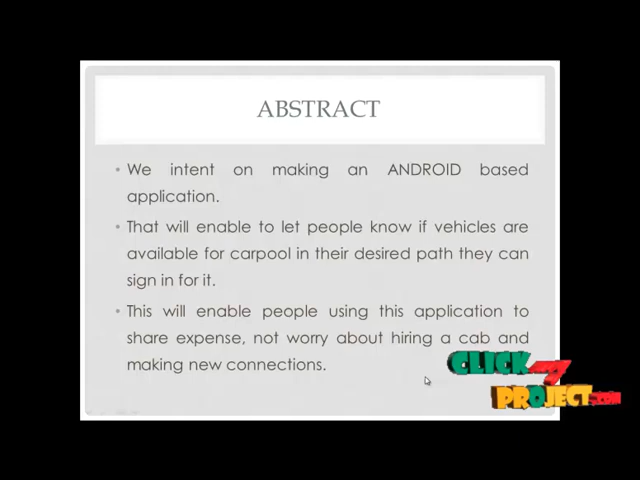 ABSTRACT
• We intent on making an ANDROID based
application.
• That will enable to let people know if vehicles are
available for carpool in their desired path they can
sign in for it.
• This will enable people using this application to
share expense, not worry about hiring a cab and
making new connections.
CLICK my
PROJECT.COM